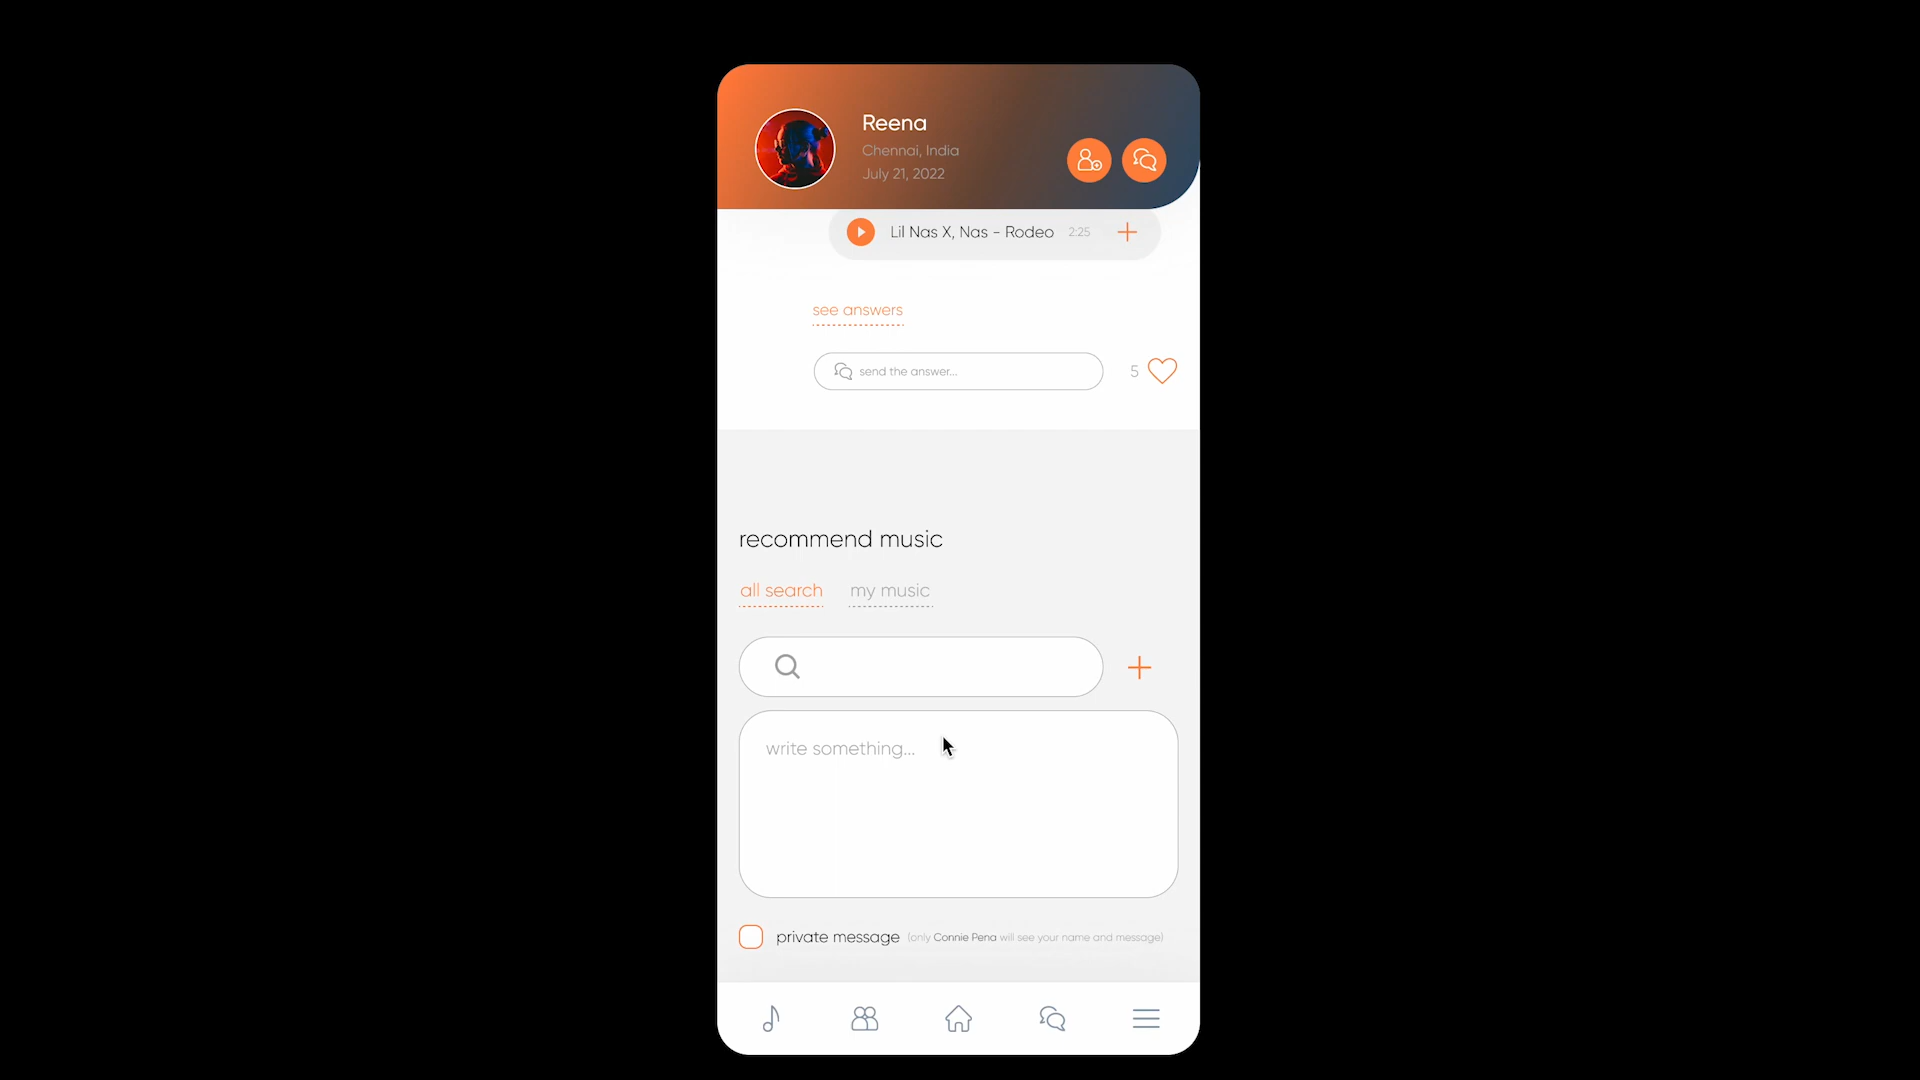 Reena
Chennai, India
July 21, 2022
Lil Nas X, Nas - Rodeo 2:25
see answers
send the answer... 5
recommend music
all search my music
write something...
private message (only Connie Pena will see your name and message)